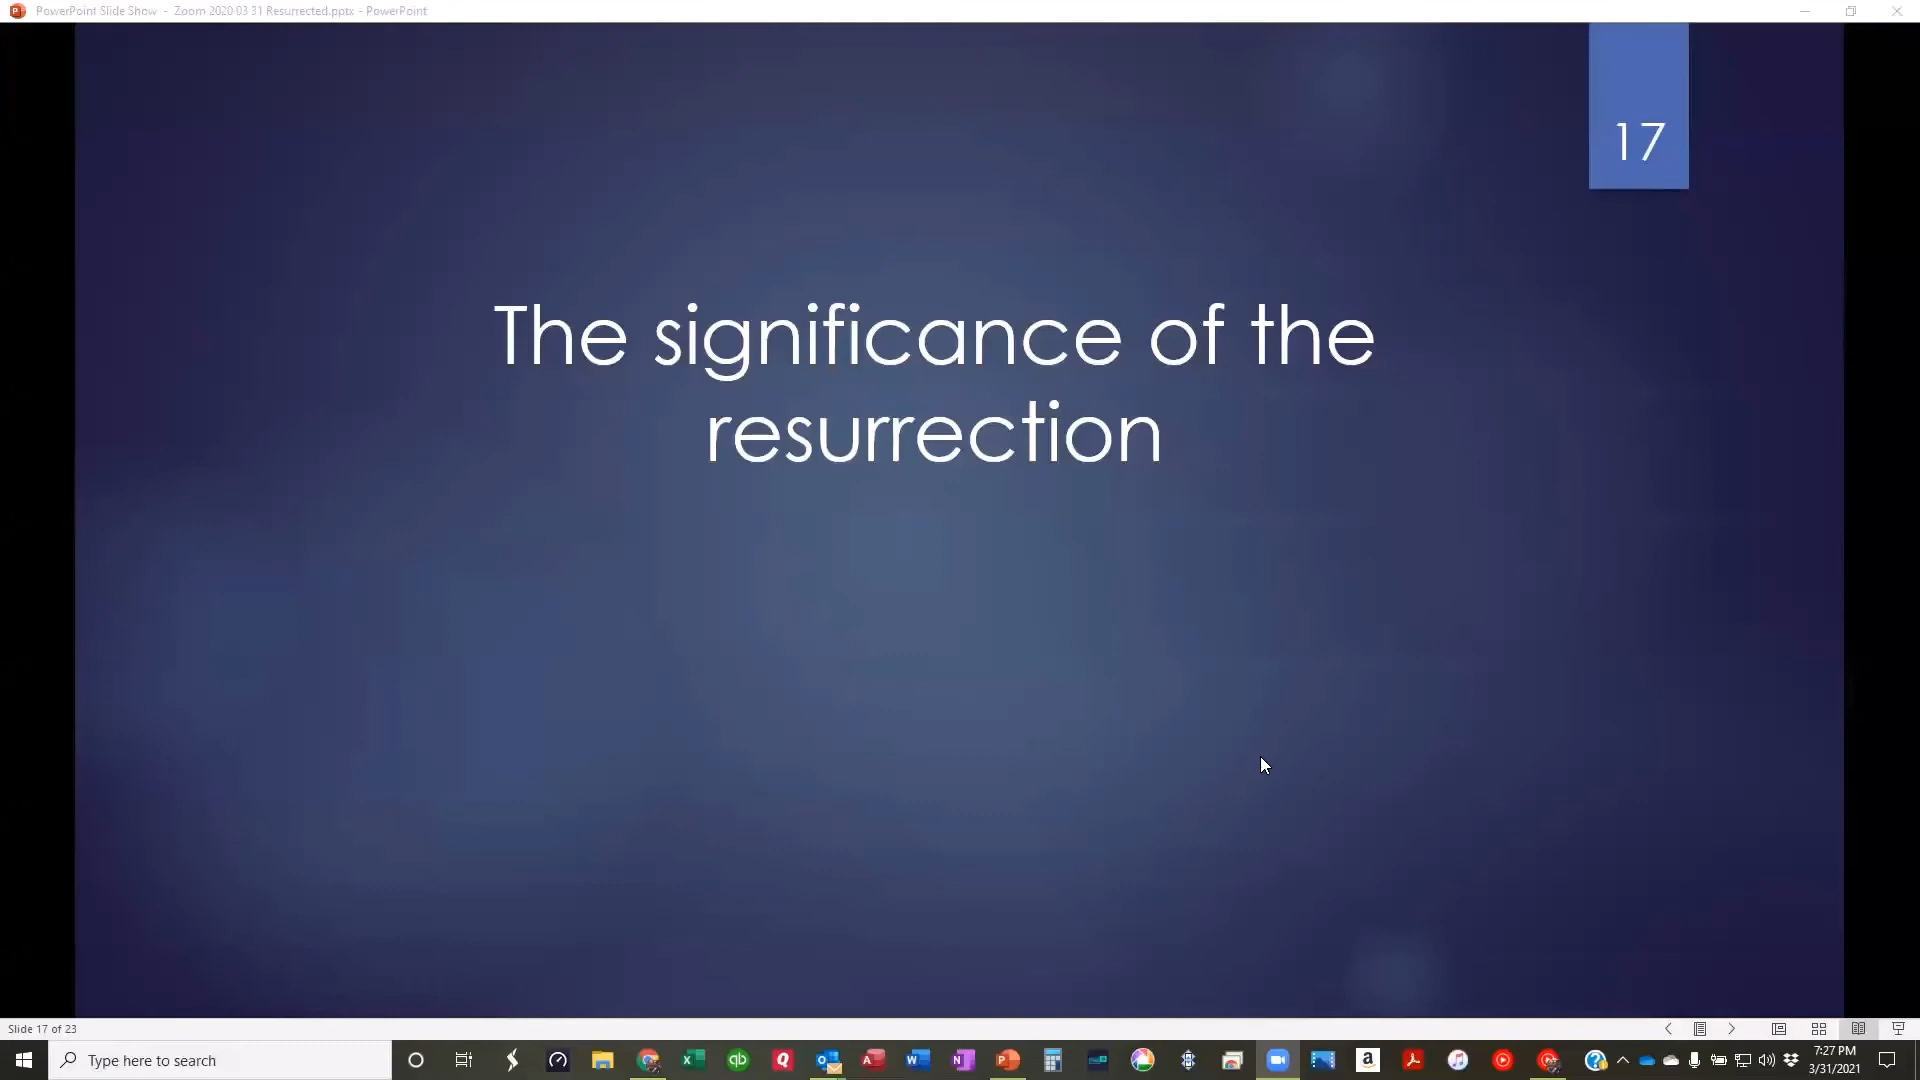 PowerPoint Slide Show - Zoom 2020 03 31 Resurrected.pptx - PowerPoint
17
The significance of the
resurrection
Slide 17 of 23
Type here to search
7:27 PM
3/31/2021